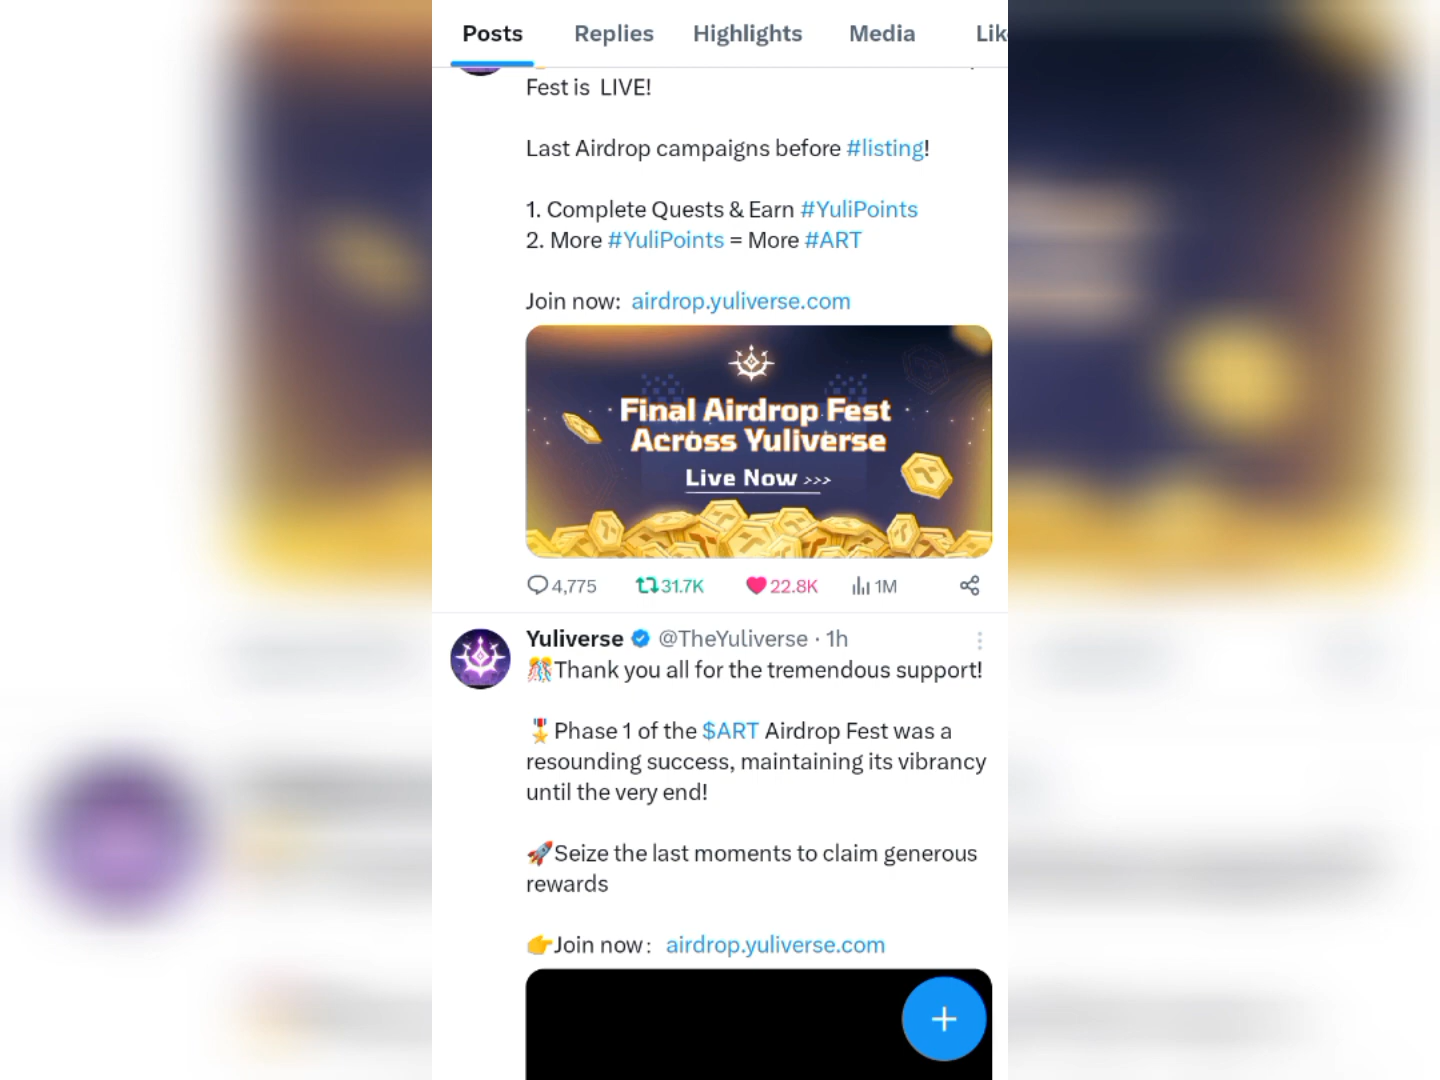 Posts Replies Highlights Media Lik
Fest is LIVE!
Last Airdrop campaigns before #listing!
1. Complete Quests & Earn #YuliPoints
2. More #YuliPoints = More #ART
Join now: airdrop.yuliverse.com
Final Airdrop Fest
Across Yuliverse
Live Now >>>
4,775 31.7K 22.8K 1M
Yuliverse @TheYuliverse · 1h
🎊Thank you all for the tremendous support!
🎖️Phase 1 of the $ART Airdrop Fest was a
resounding success, maintaining its vibrancy
until the very end!
🚀Seize the last moments to claim generous
rewards
👉Join now： airdrop.yuliverse.com